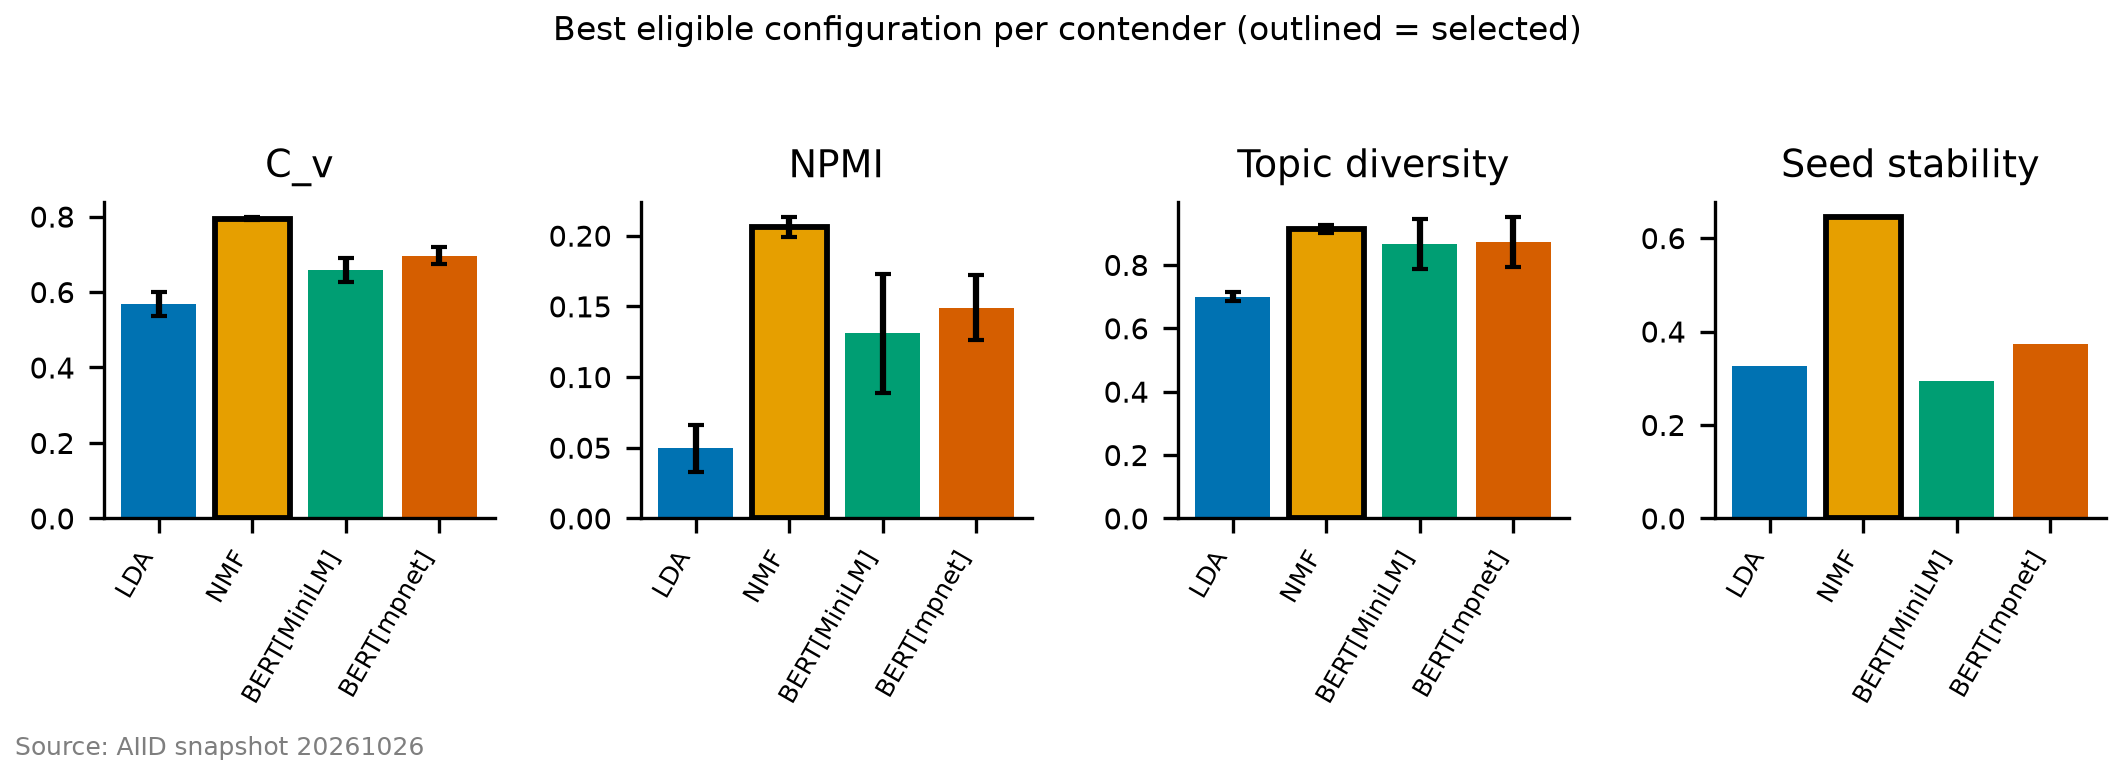 Best eligible configuration per contender (outlined = selected)
C_v
0.8
0.6
0.4
0.2
0.0
LDA
NMF
BERT[MiniLM]
BERT[mpnet]
NPMI
0.20
0.15
0.10
0.05
0.00
LDA
NMF
BERT[MiniLM]
BERT[mpnet]
Topic diversity
0.8
0.6
0.4
0.2
0.0
LDA
NMF
BERT[MiniLM]
BERT[mpnet]
Seed stability
0.6
0.4
0.2
0.0
LDA
NMF
BERT[MiniLM]
BERT[mpnet]
Source: AIID snapshot 20261026